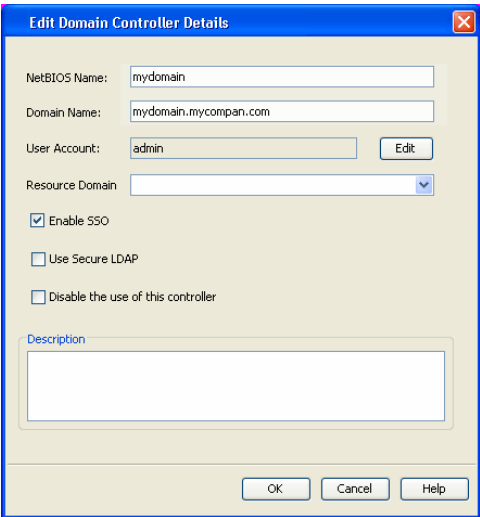 Edit Domain Controller Details
NetBIOS Name: mydomain
Domain Name: mydomain.mycompan.com
User Account: admin Edit
Resource Domain
Enable SSO
Use Secure LDAP
Disable the use of this controller
Description
OK Cancel Help